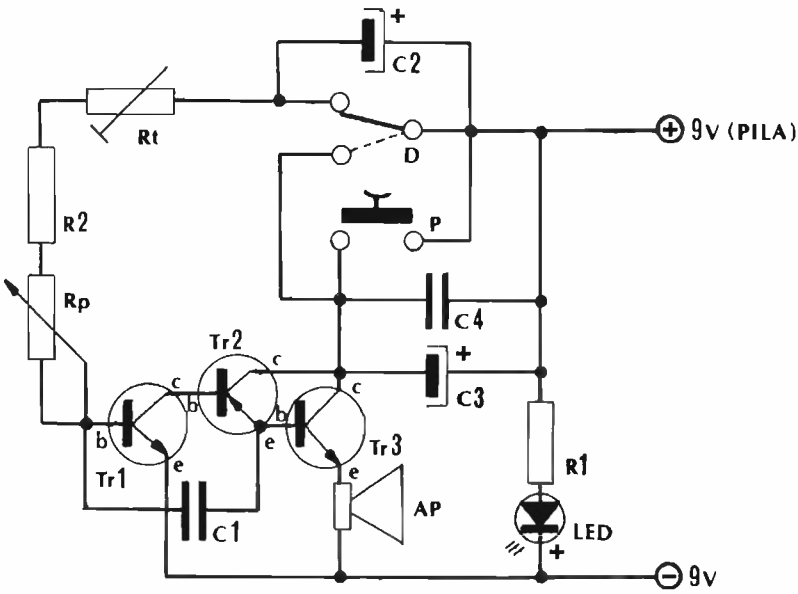 +
C2
Rt
D
+ 9V (PILA)
R2
P
Rp
C4
Tr2
c
+
c
b
C3
c
b
e
b
Tr3
R1
Tr1
e
e
AP
C1
LED
+
− 9V